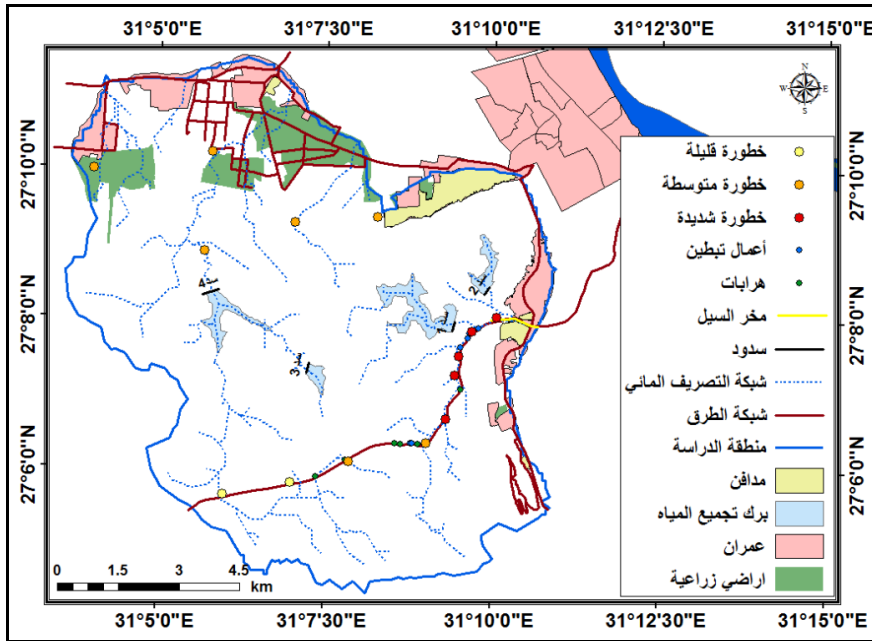 31°5'0"E 31°7'30"E 31°10'0"E 31°12'30"E 31°15'0"E
N
W E
S
27°10'0"N 27°10'0"N
27°8'0"N 27°8'0"N
27°6'0"N 27°6'0"N
خطورة قليلة
خطورة متوسطة
خطورة شديدة
أعمال تبطين
هرابات
مخر السيل
سدود
شبكة التصريف المائي
شبكة الطرق
منطقة الدراسة
مدافن
برك تجميع المياه
عمران
اراضي زراعية
4
2
1
3
0 1.5 3 4.5
km
31°5'0"E 31°7'30"E 31°10'0"E 31°12'30"E 31°15'0"E